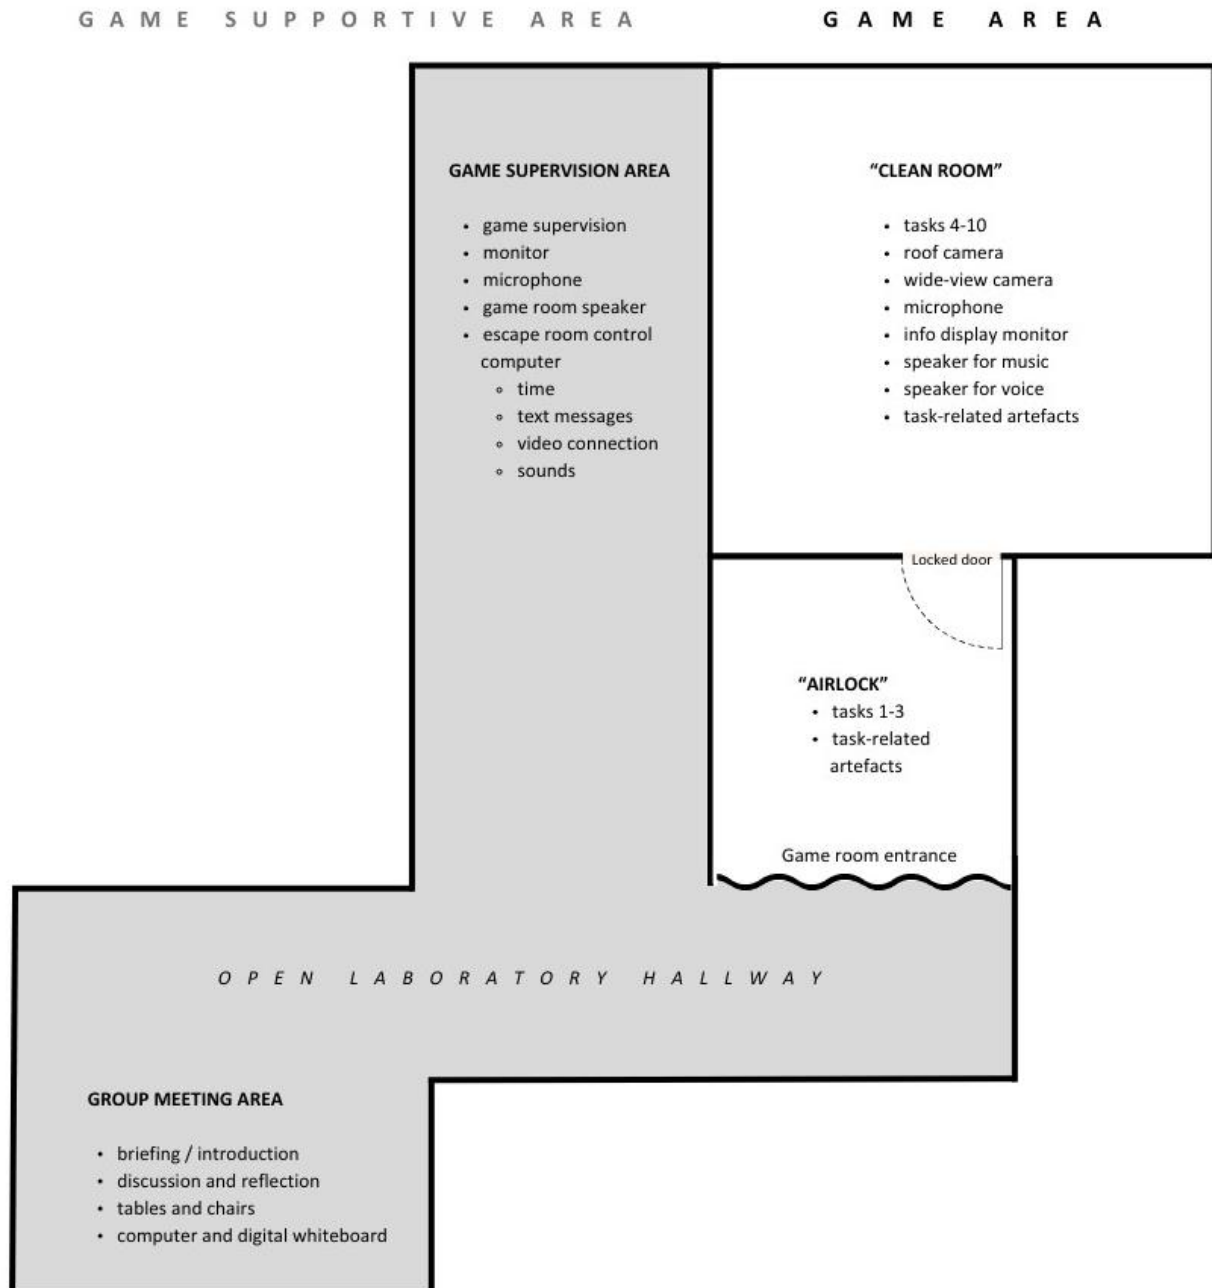 GAME SUPPORTIVE AREA
GAME AREA
GAME SUPERVISION AREA
• game supervision
• monitor
• microphone
• game room speaker
• escape room control
computer
∘ time
∘ text messages
∘ video connection
∘ sounds
“CLEAN ROOM”
• tasks 4-10
• roof camera
• wide-view camera
• microphone
• info display monitor
• speaker for music
• speaker for voice
• task-related artefacts
Locked door
“AIRLOCK”
• tasks 1-3
• task-related
artefacts
Game room entrance
OPEN LABORATORY HALLWAY
GROUP MEETING AREA
• briefing / introduction
• discussion and reflection
• tables and chairs
• computer and digital whiteboard